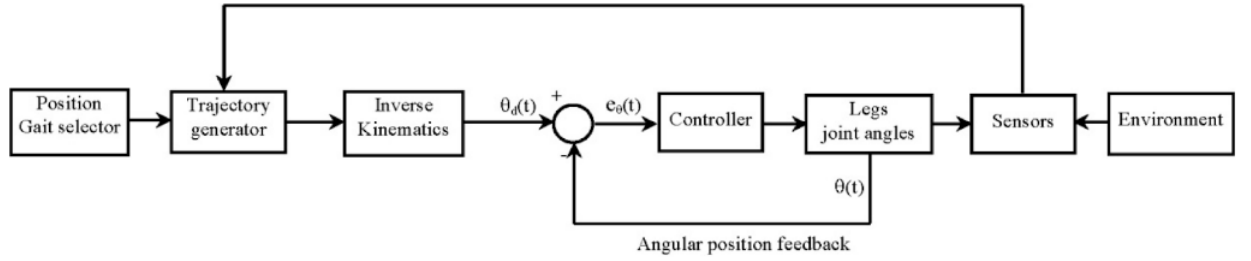 Position
Gait selector
Trajectory
generator
Inverse
Kinematics
θd(t)
+
-
eθ(t)
Controller
Legs
joint angles
Sensors
Environment
θ(t)
Angular position feedback